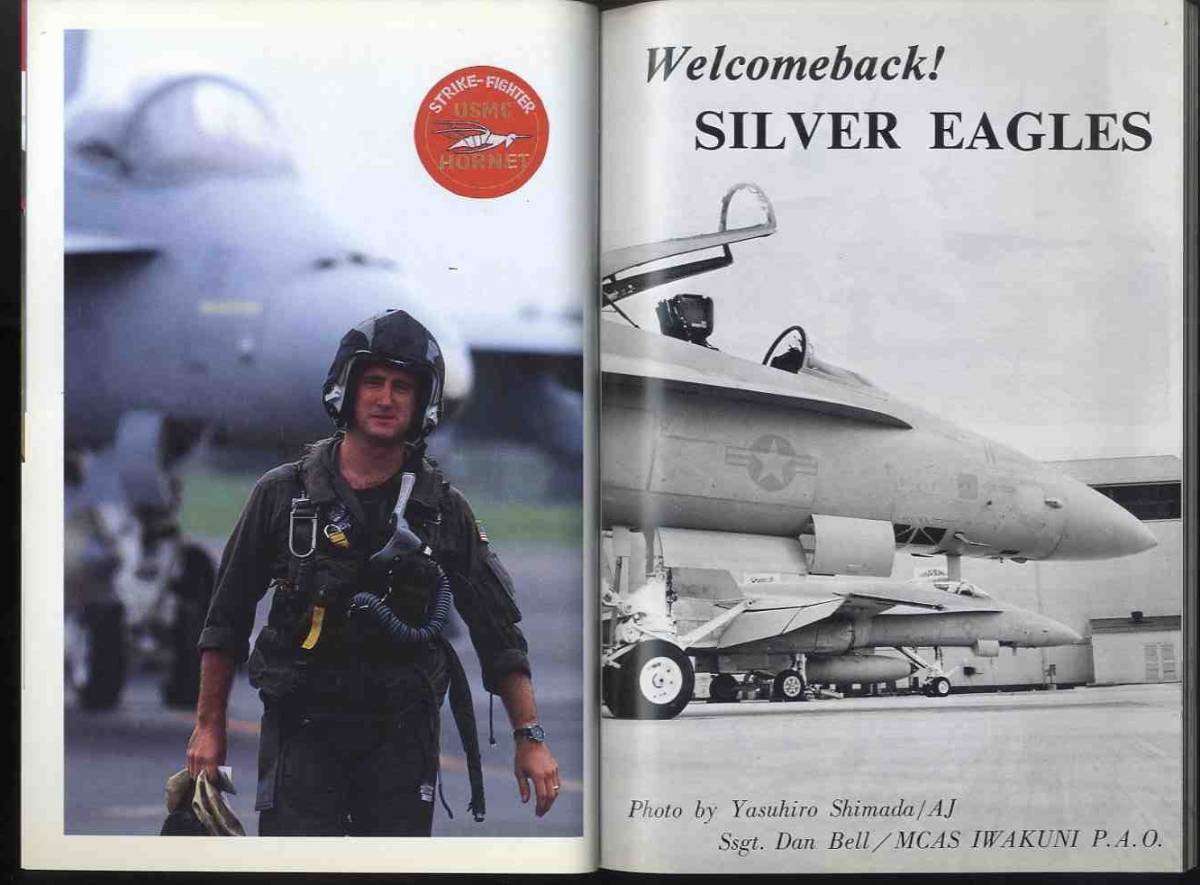 STRIKE-FIGHTER
USMC
HORNET
Welcomeback!
SILVER EAGLES
Photo by Yasuhiro Shimada/AJ
Ssgt. Dan Bell/MCAS IWAKUNI P.A.O.